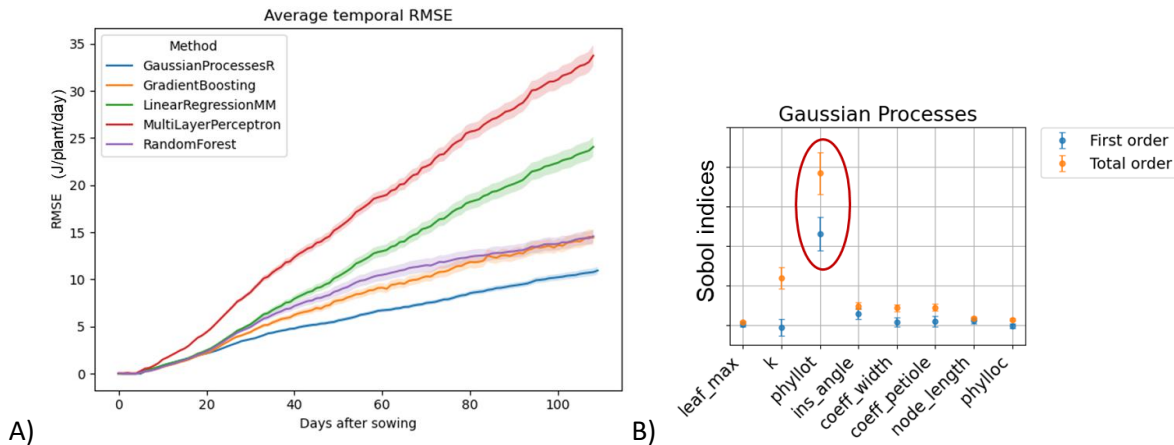 Average temporal RMSE
RMSE (J/plant/day)
35
30
25
20
15
10
5
0
Method
GaussianProcessesR
GradientBoosting
LinearRegressionMM
MultiLayerPerceptron
RandomForest
0 20 40 60 80 100
Days after sowing
A)
Gaussian Processes
Sobol indices
First order
Total order
leaf_max
k
phyllot
ins_angle
coeff_width
coeff_petiole
node_length
phylloc
B)